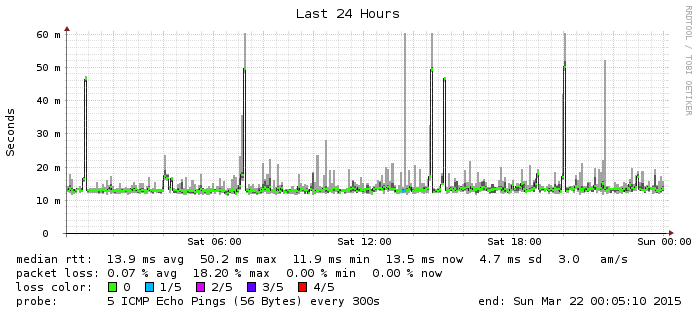 Last 24 Hours
RRDTOOL / TOBI OETIKER
Seconds
60 m
50 m
40 m
30 m
20 m
10 m
0
Sat 06:00 Sat 12:00 Sat 18:00 Sun 00:00
median rtt: 13.9 ms avg 50.2 ms max 11.9 ms min 13.5 ms now 4.7 ms sd 3.0 am/s
packet loss: 0.07 % avg 18.20 % max 0.00 % min 0.00 % now
loss color: 0 1/5 2/5 3/5 4/5
probe: 5 ICMP Echo Pings (56 Bytes) every 300s end: Sun Mar 22 00:05:10 2015